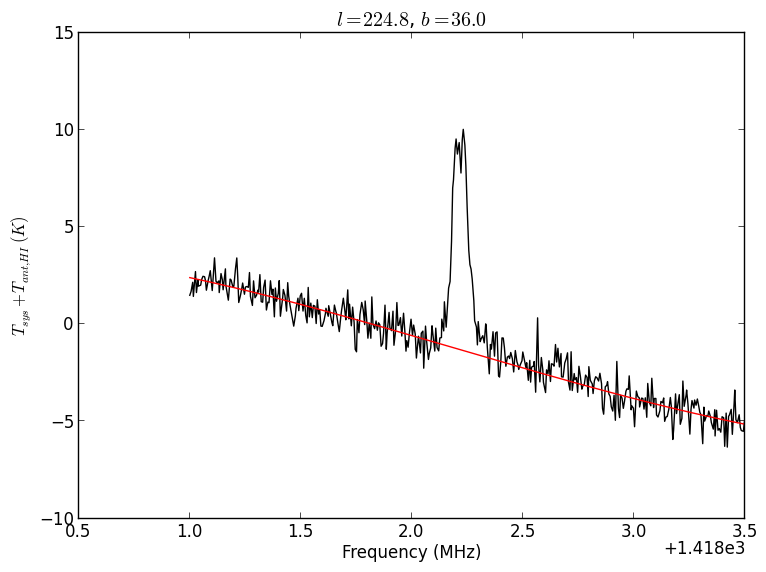 l = 224.8, b = 36.0
15
10
5
0
−5
−10
T_sys + T_ant,HI (K)
0.5 1.0 1.5 2.0 2.5 3.0 3.5
+1.418e3
Frequency (MHz)